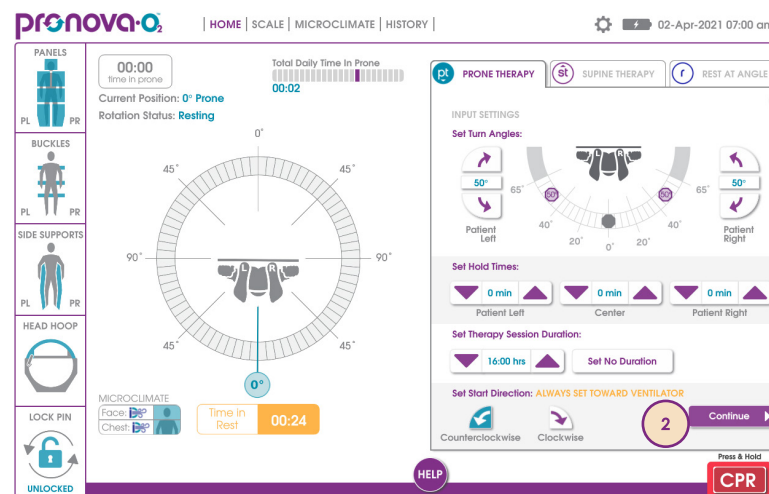 pronova·O2
| HOME | SCALE | MICROCLIMATE | HISTORY |
02-Apr-2021 07:00 am
PANELS
PL PR
BUCKLES
PL PR
SIDE SUPPORTS
PL PR
HEAD HOOP
LOCK PIN
UNLOCKED
00:00
time in prone
Total Daily Time In Prone
00:02
Current Position: 0° Prone
Rotation Status: Resting
0°
45° 45°
90° 90°
L R
45° 45°
0°
MICROCLIMATE
Face:
Chest:
Time in
Rest
00:24
pt PRONE THERAPY
st SUPINE THERAPY
r REST AT ANGLE
INPUT SETTINGS
Set Turn Angles:
50°
Patient
Left
L R
65° 50° 50° 65°
40° 40°
20° 0° 20°
50°
Patient
Right
Set Hold Times:
0 min 0 min 0 min
Patient Left Center Patient Right
Set Therapy Session Duration:
16:00 hrs Set No Duration
Set Start Direction: ALWAYS SET TOWARD VENTILATOR
Counterclockwise Clockwise
2
Continue
HELP
Press & Hold
CPR